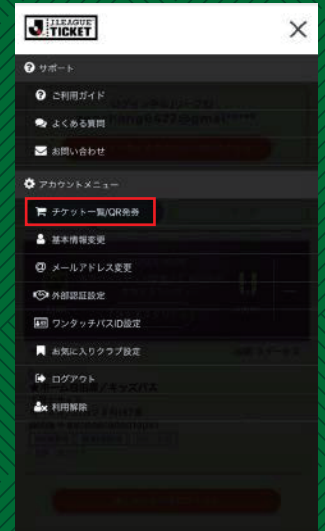 J.LEAGUE
TICKET
サポート
ご利用ガイド
よくある質問
お問い合わせ
アカウントメニュー
チケット一覧/QR発券
基本情報変更
メールアドレス変更
外部認証設定
ワンタッチパスID設定
お気に入りクラブ設定
ログアウト
利用解除